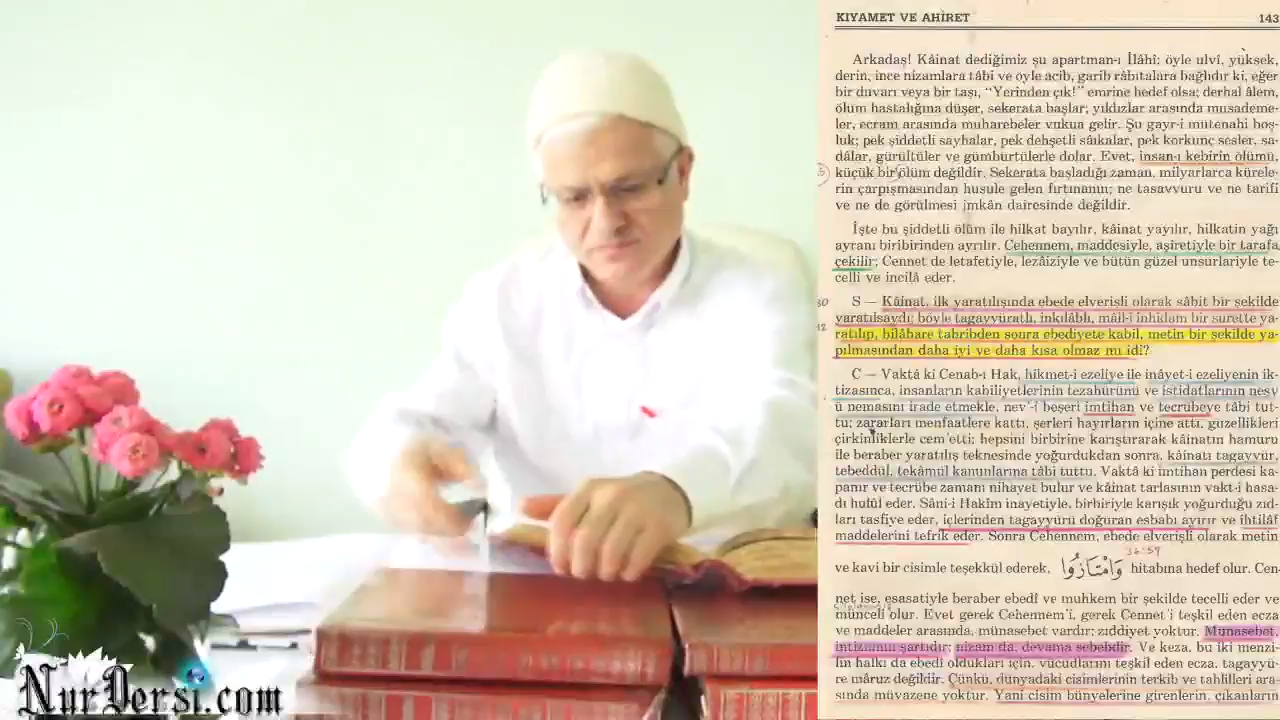 KIYAMET VE AHİRET 143
Arkadaş! Kâinat dediğimiz şu apartman-ı İlâhî; öyle ulvî, yüksek,
derin, ince nizamlara tâbi ve öyle acib, garib râbıtalara bağlıdır ki, eğer
bir duvarı veya bir taşı, “Yerinden çık!” emrine hedef olsa; derhal âlem,
ölüm hastalığına düşer, sekerata başlar; yıldızlar arasında müsademe-
ler, ecram arasında muharebeler vukua gelir. Şu gayr-i mütenahî boş-
luk; pek şiddetli sayhalar, pek dehşetli sâikalar, pek korkunç sesler, sa-
dâlar, gürültüler ve gümbürtülerle dolar. Evet, insan-ı kebirin ölümü,
küçük bir ölüm değildir. Sekerata başladığı zaman, milyarlarca kürele-
rin çarpışmasından husule gelen fırtınanın; ne tasavvuru ve ne tarifi
ve ne de görülmesi imkân dairesinde değildir.
İşte bu şiddetli ölüm ile hilkat bayılır, kâinat yayılır, hilkatin yağı
ayranı biribirinden ayrılır. Cehennem, maddesiyle, aşiretiyle bir tarafa
çekilir; Cennet de letafetiyle, lezâiziyle ve bütün güzel unsurlariyle te-
celli ve incilâ eder.
S — Kâinat, ilk yaratılışında ebede elverişli olarak sâbit bir şekilde
yaratılsaydı; böyle tagayyüratlı, inkılâblı, mâil-i inhidam bir surette ya-
ratılıp, bilâhare tahribden sonra ebediyete kabil, metin bir şekilde ya-
pılmasından daha iyi ve daha kısa olmaz mı idi?
C — Vaktâ ki Cenab-ı Hak, hikmet-i ezeliye ile inâyet-i ezeliyenin ik-
tizasınca, insanların kabiliyetlerinin tezahürünü ve istidatlarının neşv
ü nemasını irade etmekle, nev'-i beşeri imtihan ve tecrübeye tâbi tut-
tu; zararları menfaatlere kattı, şerleri hayırların içine attı, güzellikleri
çirkinliklerle cem'etti; hepsini birbirine karıştırarak kâinatın hamuru
ile beraber yaratılış teknesinde yoğurdukdan sonra, kâinatı tagayyür,
tebeddül, tekâmül kanunlarına tâbi tuttu. Vaktâ ki imtihan perdesi ka-
panır ve tecrübe zamanı nihayet bulur ve kâinat tarlasının vakt-i hasa-
dı hulûl eder. Sâni-i Hakîm inayetiyle, birbiriyle karışık yoğurduğu zıd-
ları tasfiye eder, içlerinden tagayyürü doğuran esbabı ayırır ve ihtilâf
maddelerini tefrik eder. Sonra Cehennem, ebede elverişli olarak metin
ve kavi bir cisimle teşekkül ederek, وَامْتَازُوا hitabına hedef olur. Cen-
net ise, esasatiyle beraber ebedî ve muhkem bir şekilde tecelli eder ve
müncelî olur. Evet gerek Cehennem'i, gerek Cennet'i teşkil eden ecza
ve maddeler arasında, münasebet vardır; zıddiyet yoktur. Münasebet,
intizamın şartıdır; nizam da, devama sebebdir. Ve keza, bu iki menzi-
lin halkı da ebedî oldukları için, vücudlarını teşkil eden ecza, tagayyü-
re mâruz değildir. Çünkü, dünyadaki cisimlerinin terkib ve tahlilleri ara-
sında müvazene yoktur. Yani cisim bünyelerine girenlerin, çıkanların
NurDersi.com